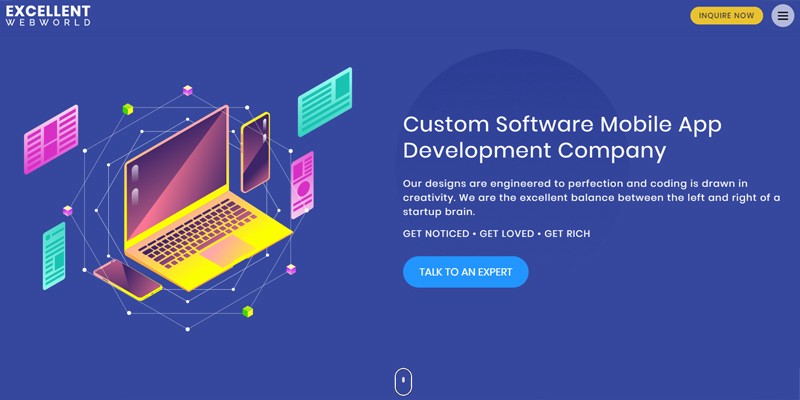 EXCELLENT
WEBWORLD
INQUIRE NOW
Custom Software Mobile App
Development Company
Our designs are engineered to perfection and coding is drawn in
creativity. We are the excellent balance between the left and right of a
startup brain.
GET NOTICED • GET LOVED • GET RICH
TALK TO AN EXPERT